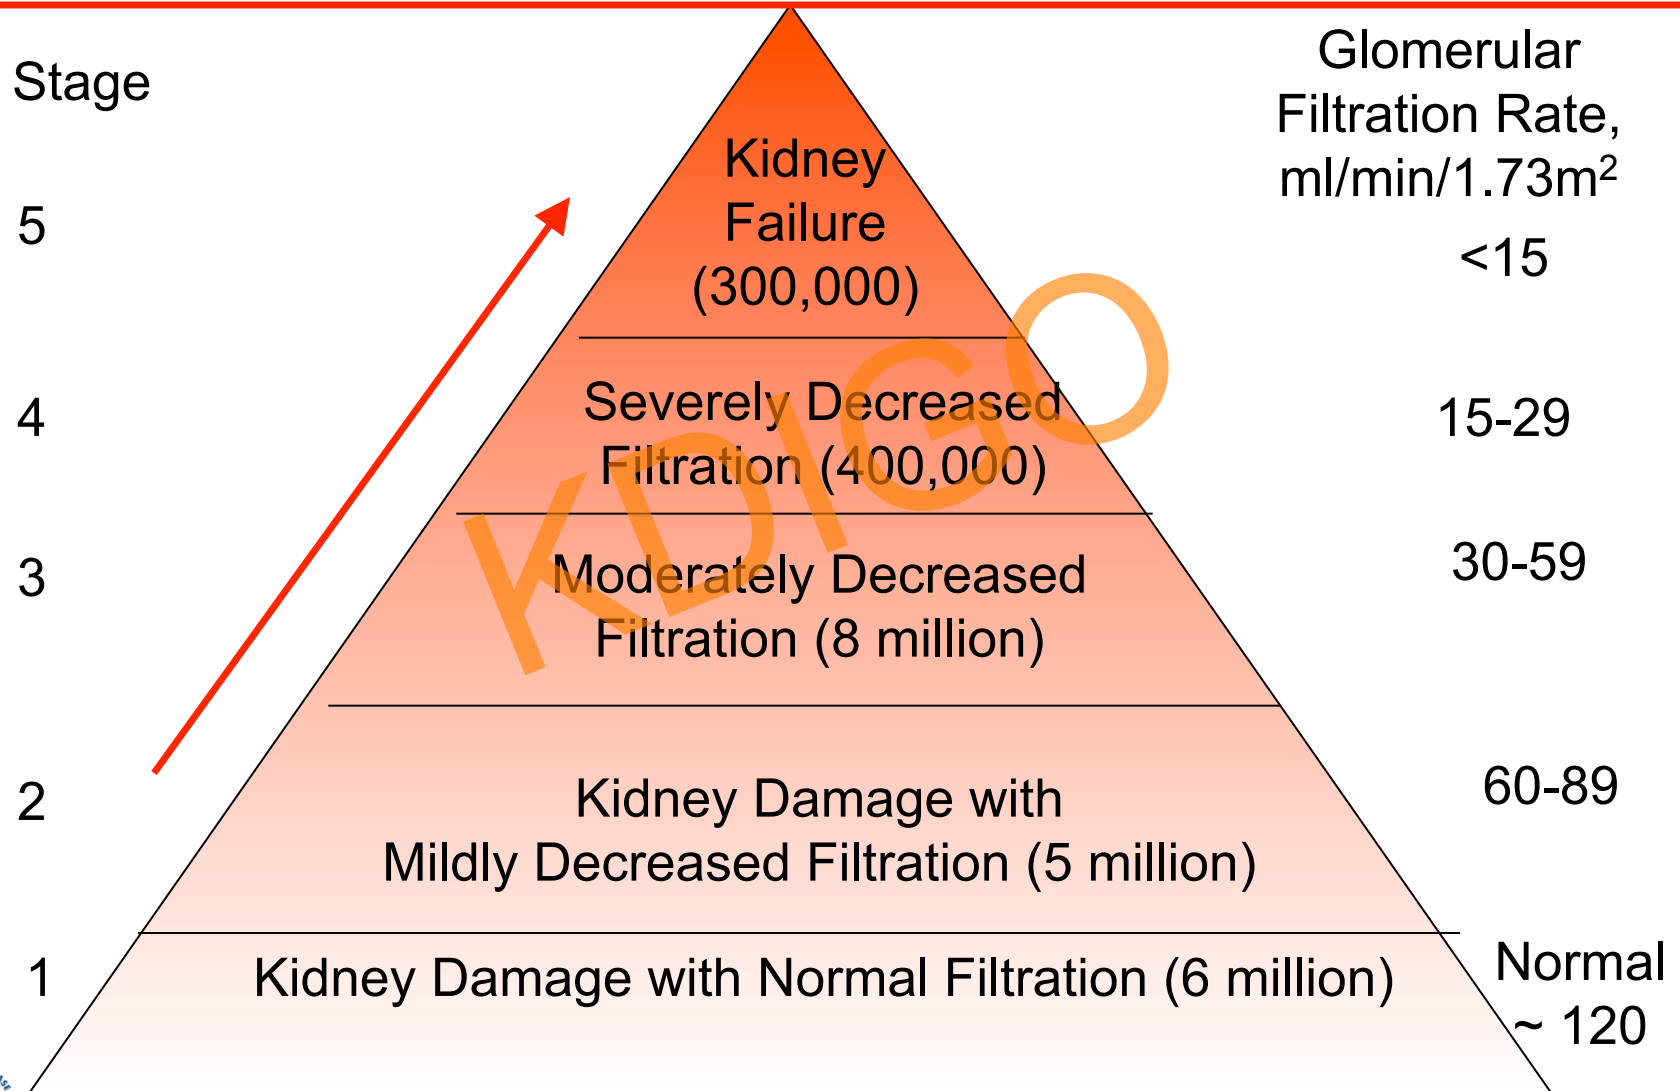 Stage
Glomerular
Filtration Rate,
ml/min/1.73m²
5
Kidney
Failure
(300,000)
<15
4
Severely Decreased
Filtration (400,000)
15-29
3
Moderately Decreased
Filtration (8 million)
30-59
2
Kidney Damage with
Mildly Decreased Filtration (5 million)
60-89
1
Kidney Damage with Normal Filtration (6 million)
Normal
~ 120
KDIGO